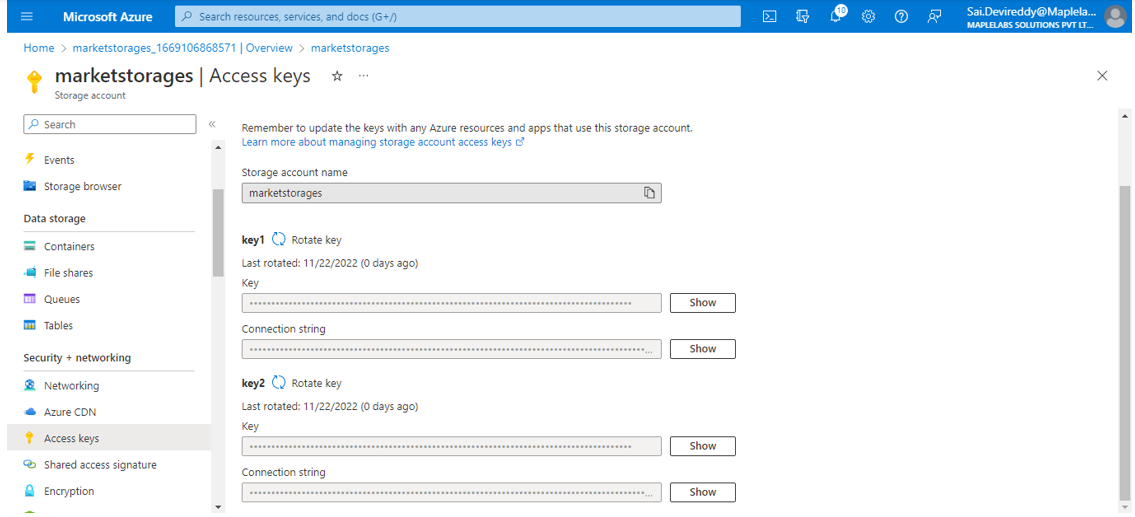 Microsoft Azure
Search resources, services, and docs (G+/)
10
Sai.Devireddy@Maplela...
MAPLELABS SOLUTIONS PVT LT...
Home > marketstorages_1669106868571 | Overview > marketstorages
marketstorages | Access keys
...
Storage account
Search
«
Events
Storage browser
Data storage
Containers
File shares
Queues
Tables
Security + networking
Networking
Azure CDN
Access keys
Shared access signature
Encryption
Remember to update the keys with any Azure resources and apps that use this storage account.
Learn more about managing storage account access keys
Storage account name
marketstorages
key1 Rotate key
Last rotated: 11/22/2022 (0 days ago)
Key
Show
Connection string
... Show
key2 Rotate key
Last rotated: 11/22/2022 (0 days ago)
Key
Show
Connection string
... Show